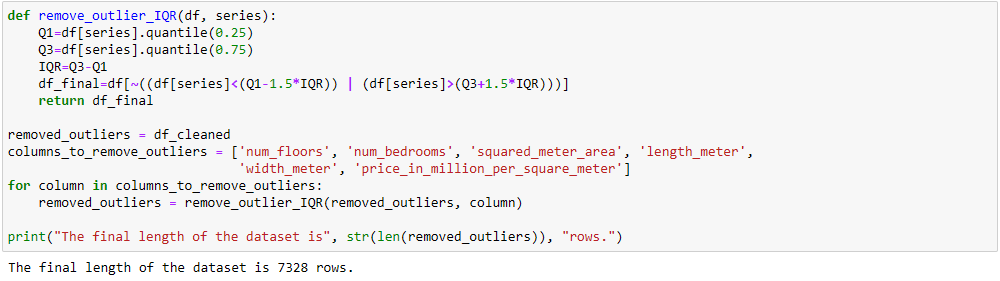 def remove_outlier_IQR(df, series):
    Q1=df[series].quantile(0.25)
    Q3=df[series].quantile(0.75)
    IQR=Q3-Q1
    df_final=df[~((df[series]<(Q1-1.5*IQR)) | (df[series]>(Q3+1.5*IQR)))]
    return df_final

removed_outliers = df_cleaned
columns_to_remove_outliers = ['num_floors', 'num_bedrooms', 'squared_meter_area', 'length_meter',
                              'width_meter', 'price_in_million_per_square_meter']
for column in columns_to_remove_outliers:
    removed_outliers = remove_outlier_IQR(removed_outliers, column)

print("The final length of the dataset is", str(len(removed_outliers)), "rows.")
The final length of the dataset is 7328 rows.